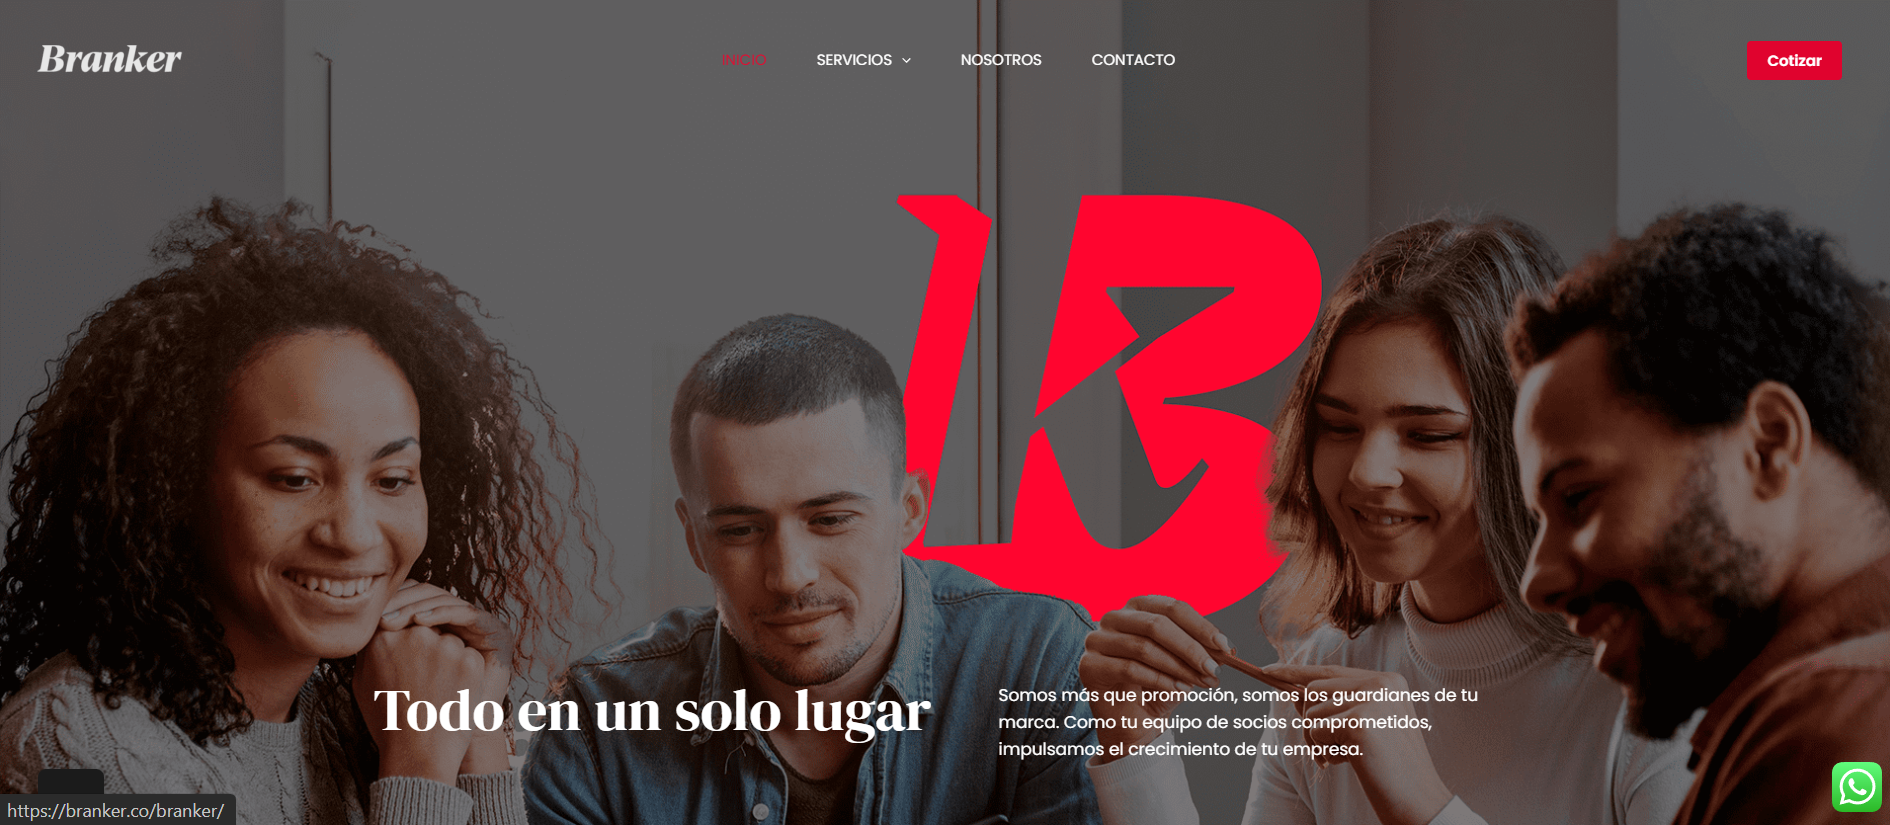 Branker
INICIO
SERVICIOS
NOSOTROS
CONTACTO
Cotizar
B
Todo en un solo lugar
Somos más que promoción, somos los guardianes de tu
marca. Como tu equipo de socios comprometidos,
impulsamos el crecimiento de tu empresa.
https://branker.co/branker/